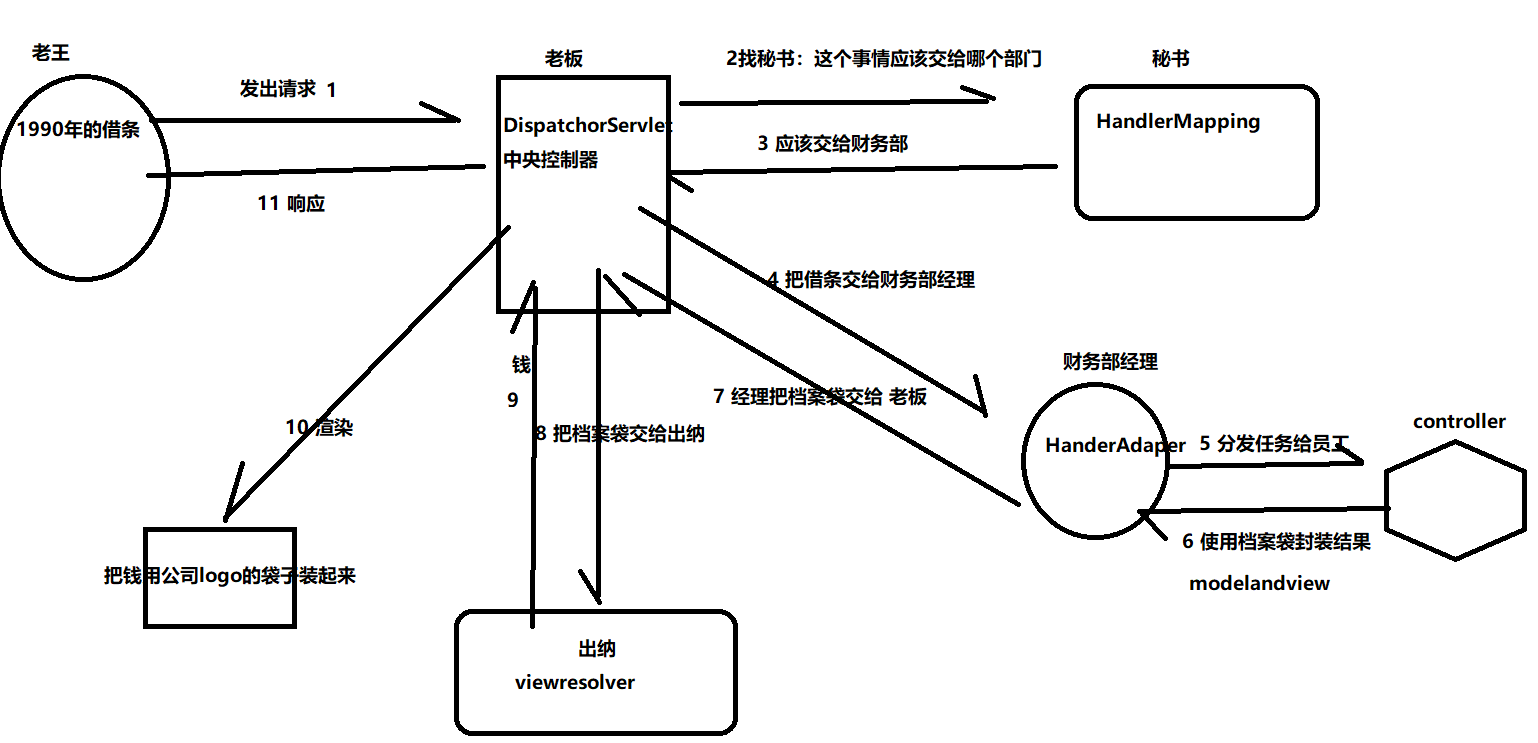 老王
1990年的借条
发出请求 1
11 响应
老板
DispatchorServlet
中央控制器
2找秘书：这个事情应该交给哪个部门
3 应该交给财务部
秘书
HandlerMapping
4 把借条交给财务部经理
财务部经理
HanderAdaper
5 分发任务给员工
controller
6 使用档案袋封装结果
modelandview
7 经理把档案袋交给 老板
8 把档案袋交给出纳
钱
9
出纳
viewresolver
10 渲染
把钱用公司logo的袋子装起来